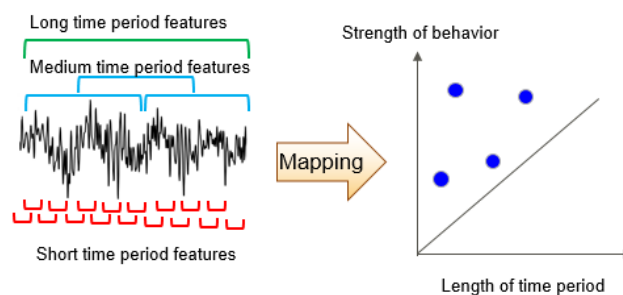 Long time period features
Medium time period features
Short time period features
Mapping
Strength of behavior
Length of time period